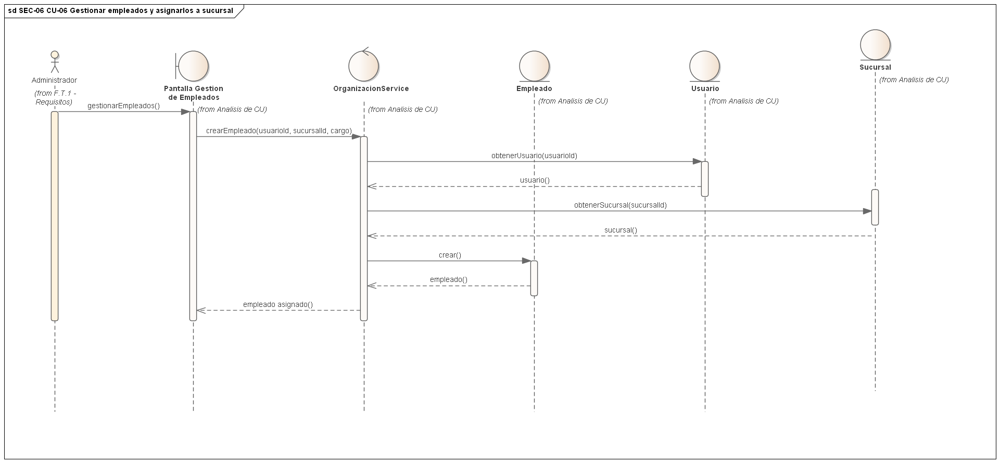 sd SEC-06 CU-06 Gestionar empleados y asignarlos a sucursal
Administrador
(from F.T.1 -
Requisitos)
Pantalla Gestion
de Empleados
(from Analisis de CU)
OrganizacionService
(from Analisis de CU)
Empleado
(from Analisis de CU)
Usuario
(from Analisis de CU)
Sucursal
(from Analisis de CU)
gestionarEmpleados()
crearEmpleado(usuarioId, sucursalId, cargo)
obtenerUsuario(usuarioId)
usuario()
obtenerSucursal(sucursalId)
sucursal()
crear()
empleado()
empleado asignado()